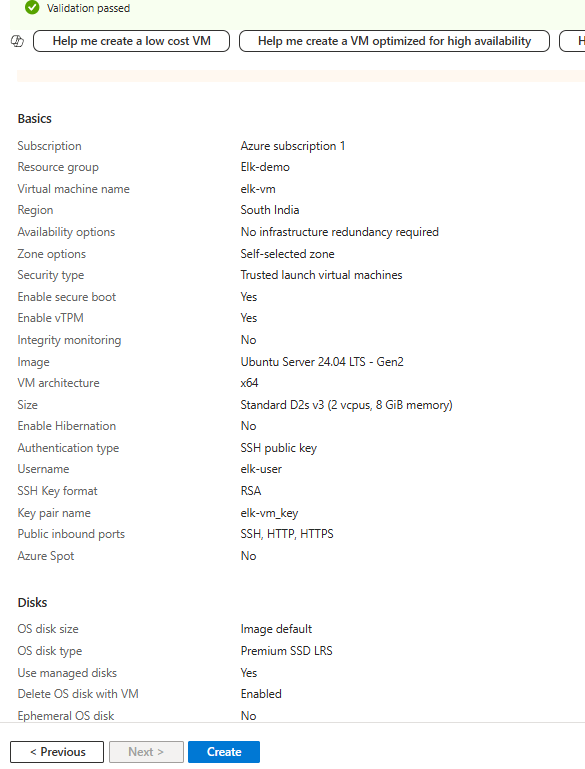 Validation passed
Help me create a low cost VM Help me create a VM optimized for high availability H
Basics
Subscription Azure subscription 1
Resource group Elk-demo
Virtual machine name elk-vm
Region South India
Availability options No infrastructure redundancy required
Zone options Self-selected zone
Security type Trusted launch virtual machines
Enable secure boot Yes
Enable vTPM Yes
Integrity monitoring No
Image Ubuntu Server 24.04 LTS - Gen2
VM architecture x64
Size Standard D2s v3 (2 vcpus, 8 GiB memory)
Enable Hibernation No
Authentication type SSH public key
Username elk-user
SSH Key format RSA
Key pair name elk-vm_key
Public inbound ports SSH, HTTP, HTTPS
Azure Spot No
Disks
OS disk size Image default
OS disk type Premium SSD LRS
Use managed disks Yes
Delete OS disk with VM Enabled
Ephemeral OS disk No
< Previous Next > Create